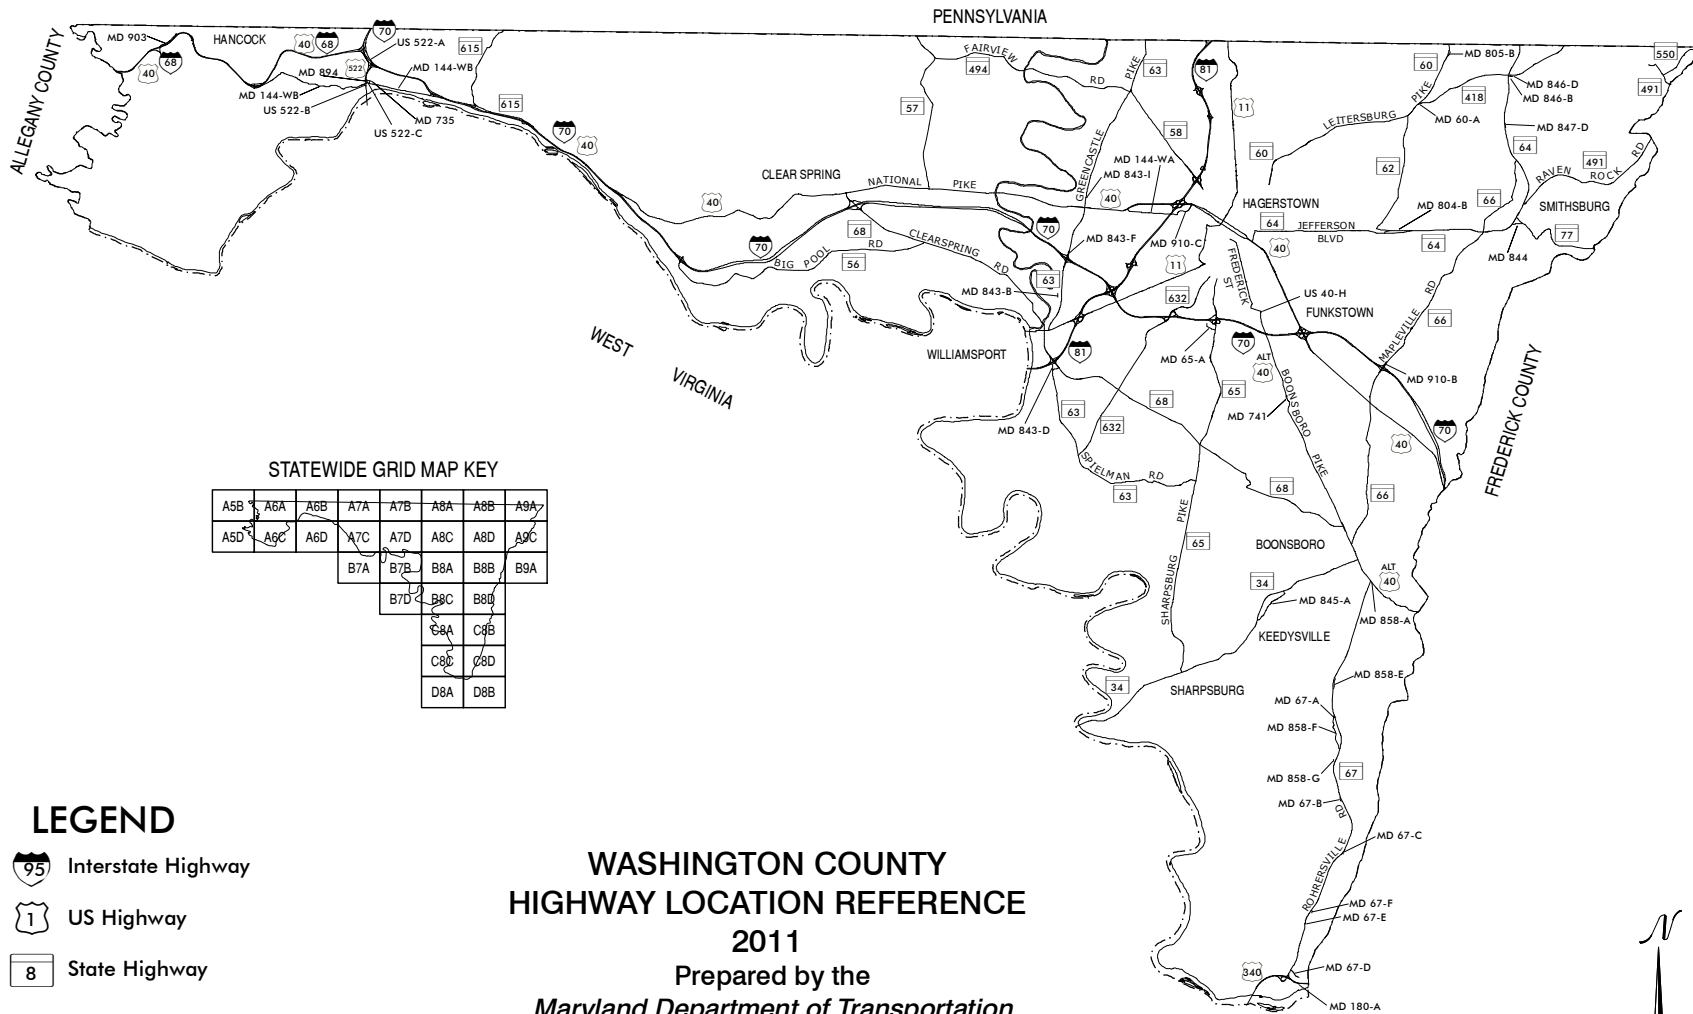 PENNSYLVANIA
ALLEGANY COUNTY
MD 903
HANCOCK
40
68
70
US 522-A
615
40
68
MD 894
522
MD 144-WB
MD 144-WB
US 522-B
MD 735
US 522-C
615
70
40
494
FAIRVIEW
RD
PIKE
63
81
11
57
58
GREENCASTLE
MD 144-WA
MD 843-I
CLEAR SPRING
NATIONAL PIKE
40
40
60
LEITERSBURG
PIKE
60
MD 805-B
418
MD 60-A
MD 846-D
MD 846-B
MD 847-D
550
491
64
62
491
RAVEN ROCK RD
66
SMITHSBURG
HAGERSTOWN
64
JEFFERSON
BLVD
MD 804-B
64
77
MD 844
70
68
CLEARSPRING
RD
BIG POOL RD
56
70
MD 843-F
MD 910-C
11
40
FREDERICK
ST
63
MD 843-B
632
US 40-H
FUNKSTOWN
66
MAPLEVILLE RD
WEST
VIRGINIA
WILLIAMSPORT
81
MD 65-A
70
ALT
40
MD 910-B
FREDERICK COUNTY
63
632
68
65
MD 741
BOONSBORO
PIKE
MD 843-D
40
70
SPIELMAN RD
63
68
66
SHARPSBURG
PIKE
65
BOONSBORO
34
ALT
40
MD 845-A
MD 858-A
KEEDYSVILLE
34
SHARPSBURG
MD 858-E
MD 67-A
MD 858-F
MD 858-G
67
MD 67-B
RD
MD 67-C
ROHRERSVILLE
MD 67-F
MD 67-E
340
MD 67-D
MD 180-A
STATEWIDE GRID MAP KEY
A5B A6A A6B A7A A7B A8A A8B A9A
A5D A6C A6D A7C A7D A8C A8D A9C
B7A B7B B8A B8B B9A
B7D B8C B8D
C8A C8B
C8C C8D
D8A D8B
LEGEND
95 Interstate Highway
1 US Highway
8 State Highway
WASHINGTON COUNTY
HIGHWAY LOCATION REFERENCE
2011
Prepared by the
Maryland Department of Transportation
N